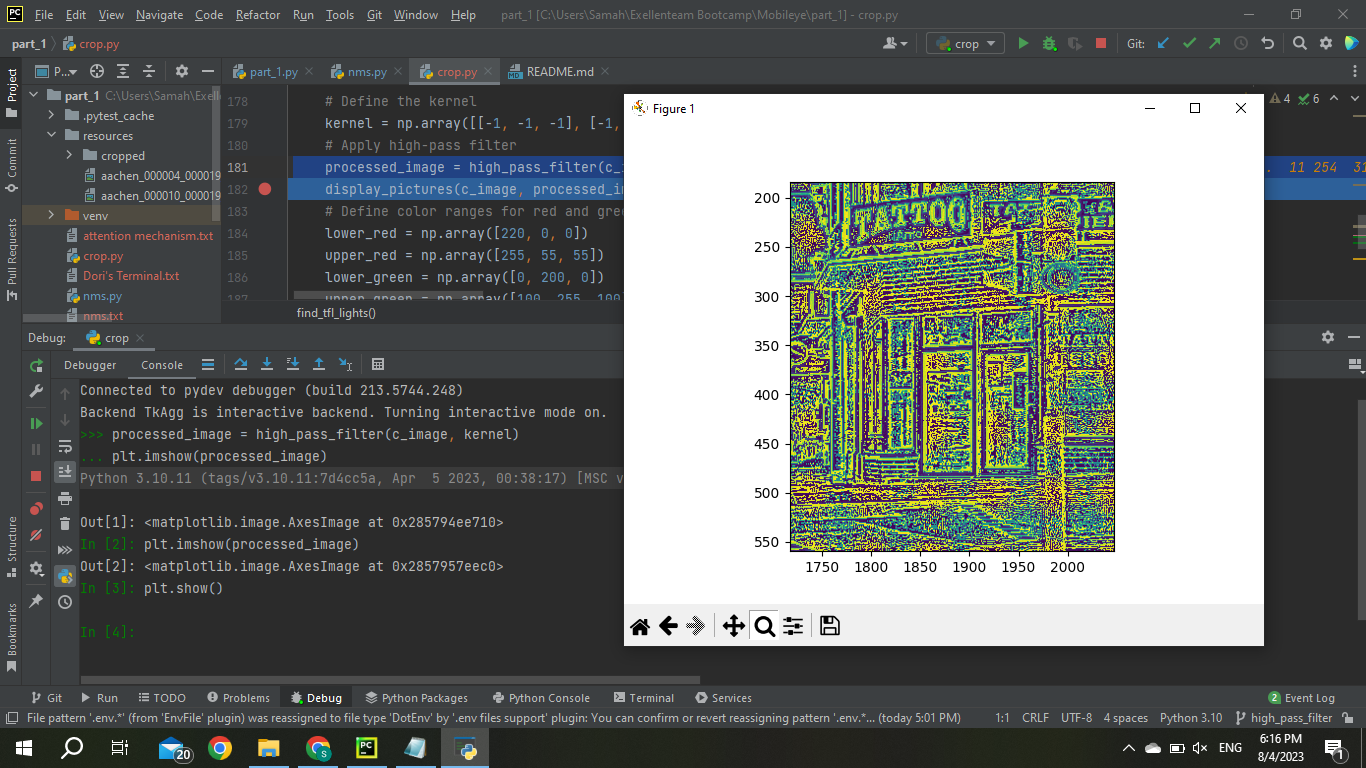 File Edit View Navigate Code Refactor Run Tools Git Window Help part_1 [C:\Users\Samah\Exellenteam Bootcamp\Mobileye\part_1] - crop.py
part_1 crop.py crop Git:
Project P... part_1.py nms.py crop.py README.md
part_1 C:\Users\Samah\Exelle
.pytest_cache
resources
cropped
aachen_000004_000019
aachen_000010_000019
venv
attention mechanism.txt
crop.py
Dori's Terminal.txt
nms.py
nms.txt
Commit
Pull Requests
178 # Define the kernel
179 kernel = np.array([[-1, -1, -1], [-1,
180 # Apply high-pass filter
181 processed_image = high_pass_filter(c_i
11 254 31
182 display_pictures(c_image, processed_im
183 # Define color ranges for red and gree
184 lower_red = np.array([220, 0, 0])
185 upper_red = np.array([255, 55, 55])
186 lower_green = np.array([0, 200, 0])
187 upper_green = np.array([100, 255, 100
find_tfl_lights()
4 6
Figure 1
TATTOO
200
250
300
350
400
450
500
550
1750 1800 1850 1900 1950 2000
Debug: crop
Debugger Console
Connected to pydev debugger (build 213.5744.248)
Backend TkAgg is interactive backend. Turning interactive mode on.
>>> processed_image = high_pass_filter(c_image, kernel)
... plt.imshow(processed_image)
Python 3.10.11 (tags/v3.10.11:7d4cc5a, Apr 5 2023, 00:38:17) [MSC v
Out[1]: <matplotlib.image.AxesImage at 0x285794ee710>
In [2]: plt.imshow(processed_image)
Out[2]: <matplotlib.image.AxesImage at 0x2857957eec0>
In [3]: plt.show()
In [4]:
Structure
Bookmarks
Git Run TODO Problems Debug Python Packages Python Console Terminal Services 2 Event Log
File pattern '.env.*' (from 'EnvFile' plugin) was reassigned to file type 'DotEnv' by '.env files support' plugin: You can confirm or revert reassigning pattern '.env.*... (today 5:01 PM) 1:1 CRLF UTF-8 4 spaces Python 3.10 high_pass_filter
20 S PC ENG 6:16 PM
8/4/2023 1